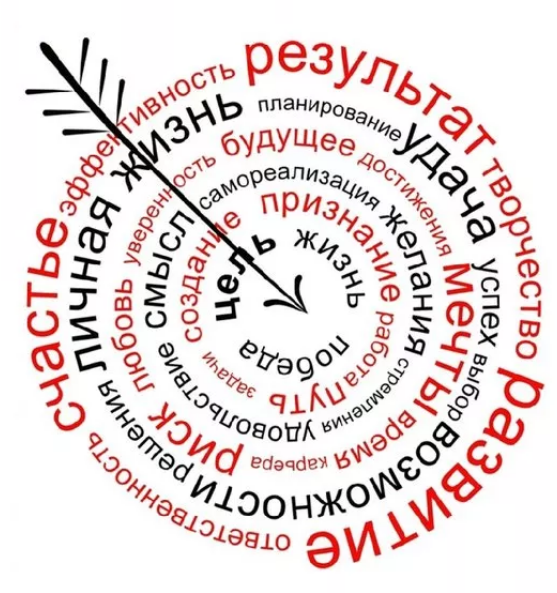 результат творчество развитие ответственность счастье эффективность
планирование удача успех выбор возможности решения личная жизнь
будущее достижения мечты время карьера риск любовь уверенность
самореализация желания стремления удовольствие смысл
признание работа путь задачи создание
цель жизнь победа